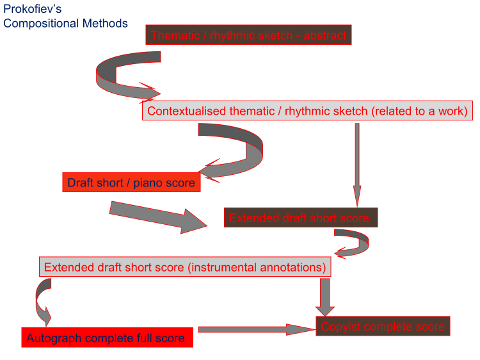 Prokofiev's
Compositional Methods
Thematic / rhythmic sketch - abstract
Contextualised thematic / rhythmic sketch (related to a work)
Draft short / piano score
Extended draft short score
Extended draft short score (instrumental annotations)
Autograph complete full score
Copyist complete score